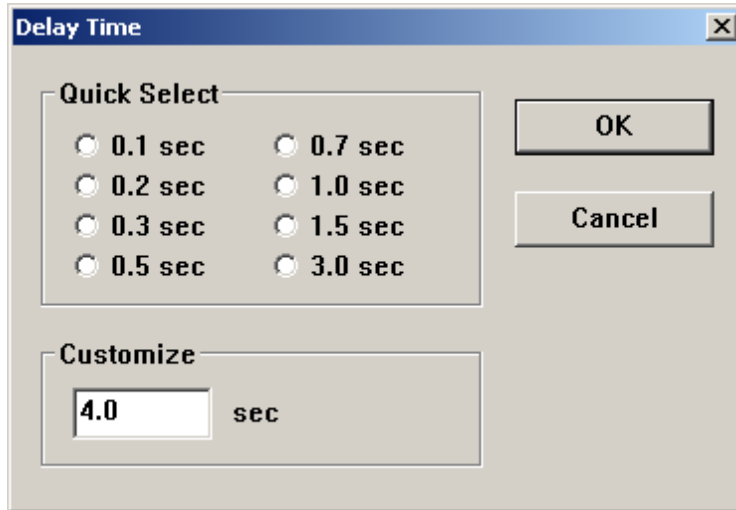 Delay Time
Quick Select
0.1 sec
0.2 sec
0.3 sec
0.5 sec
0.7 sec
1.0 sec
1.5 sec
3.0 sec
OK
Cancel
Customize
4.0 sec